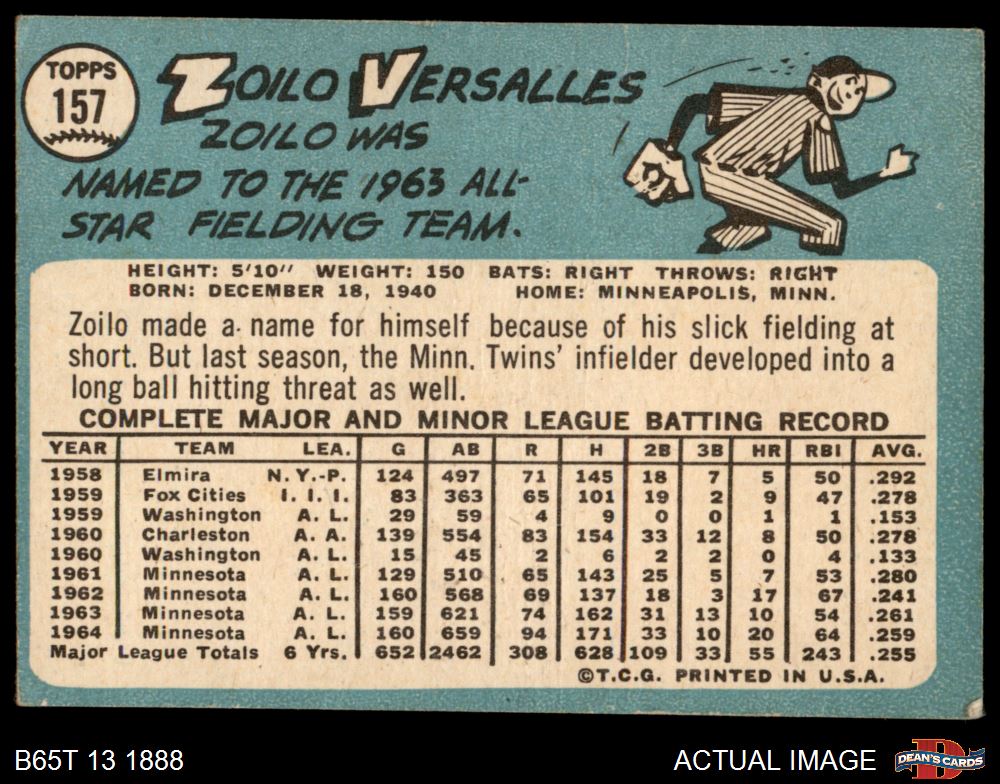 TOPPS
157
ZOILO VERSALLES
ZOILO WAS
NAMED TO THE 1963 ALL-
STAR FIELDING TEAM.
HEIGHT: 5'10" WEIGHT: 150 BATS: RIGHT THROWS: RIGHT
BORN: DECEMBER 18, 1940 HOME: MINNEAPOLIS, MINN.
Zoilo made a name for himself because of his slick fielding at
short. But last season, the Minn. Twins' infielder developed into a
long ball hitting threat as well.
COMPLETE MAJOR AND MINOR LEAGUE BATTING RECORD
YEAR TEAM LEA. G AB R H 2B 3B HR RBI AVG.
1958 Elmira N.Y.-P. 124 497 71 145 18 7 5 50 .292
1959 Fox Cities I. I. I. 83 363 65 101 19 2 9 47 .278
1959 Washington A. L. 29 59 4 9 0 0 1 1 .153
1960 Charleston A. A. 139 554 83 154 33 12 8 50 .278
1960 Washington A. L. 15 45 2 6 2 2 0 4 .133
1961 Minnesota A. L. 129 510 65 143 25 5 7 53 .280
1962 Minnesota A. L. 160 568 69 137 18 3 17 67 .241
1963 Minnesota A. L. 159 621 74 162 31 13 10 54 .261
1964 Minnesota A. L. 160 659 94 171 33 10 20 64 .259
Major League Totals 6 Yrs. 652 2462 308 628 109 33 55 243 .255
©T.C.G. PRINTED IN U.S.A.
B65T 13 1888
ACTUAL IMAGE
DEAN'S CARDS